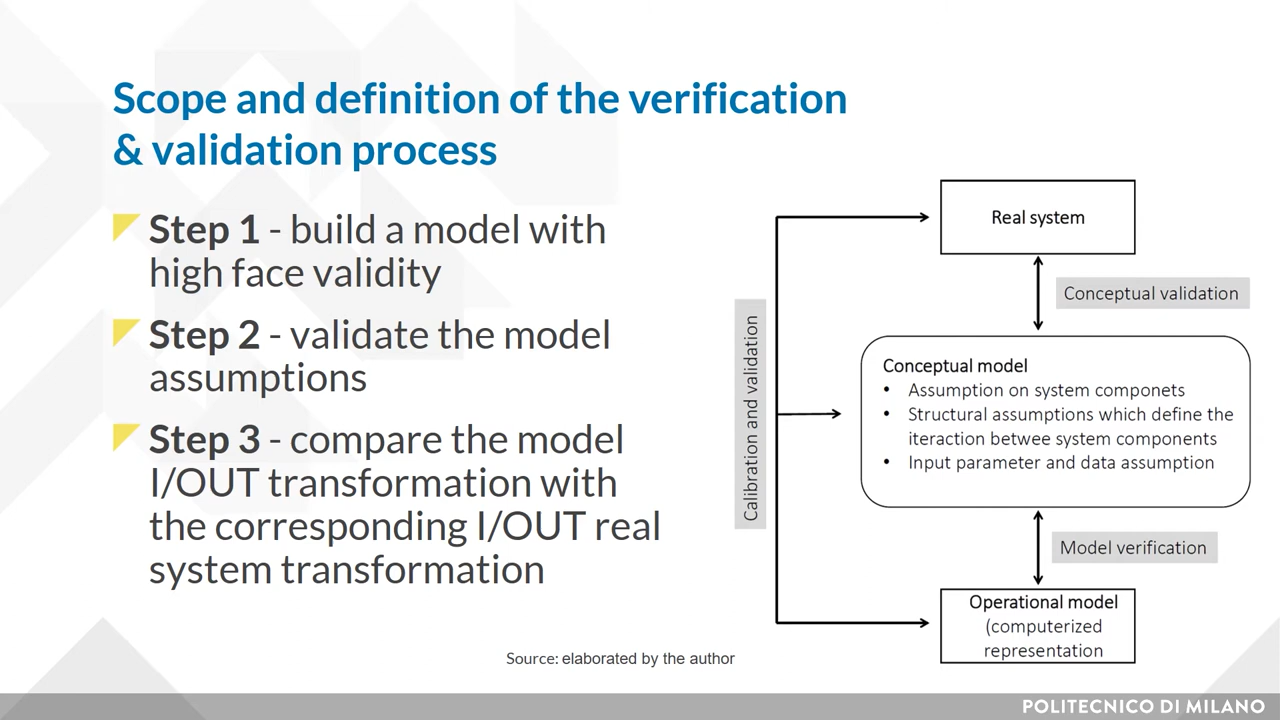 Scope and definition of the verification
& validation process
Step 1 - build a model with
high face validity
Step 2 - validate the model
assumptions
Step 3 - compare the model
I/OUT transformation with
the corresponding I/OUT real
system transformation
Real system
Conceptual validation
Calibration and validation
Conceptual model
• Assumption on system componets
• Structural assumptions which define the
iteraction betwee system components
• Input parameter and data assumption
Model verification
Operational model
(computerized
representation
Source: elaborated by the author
POLITECNICO DI MILANO